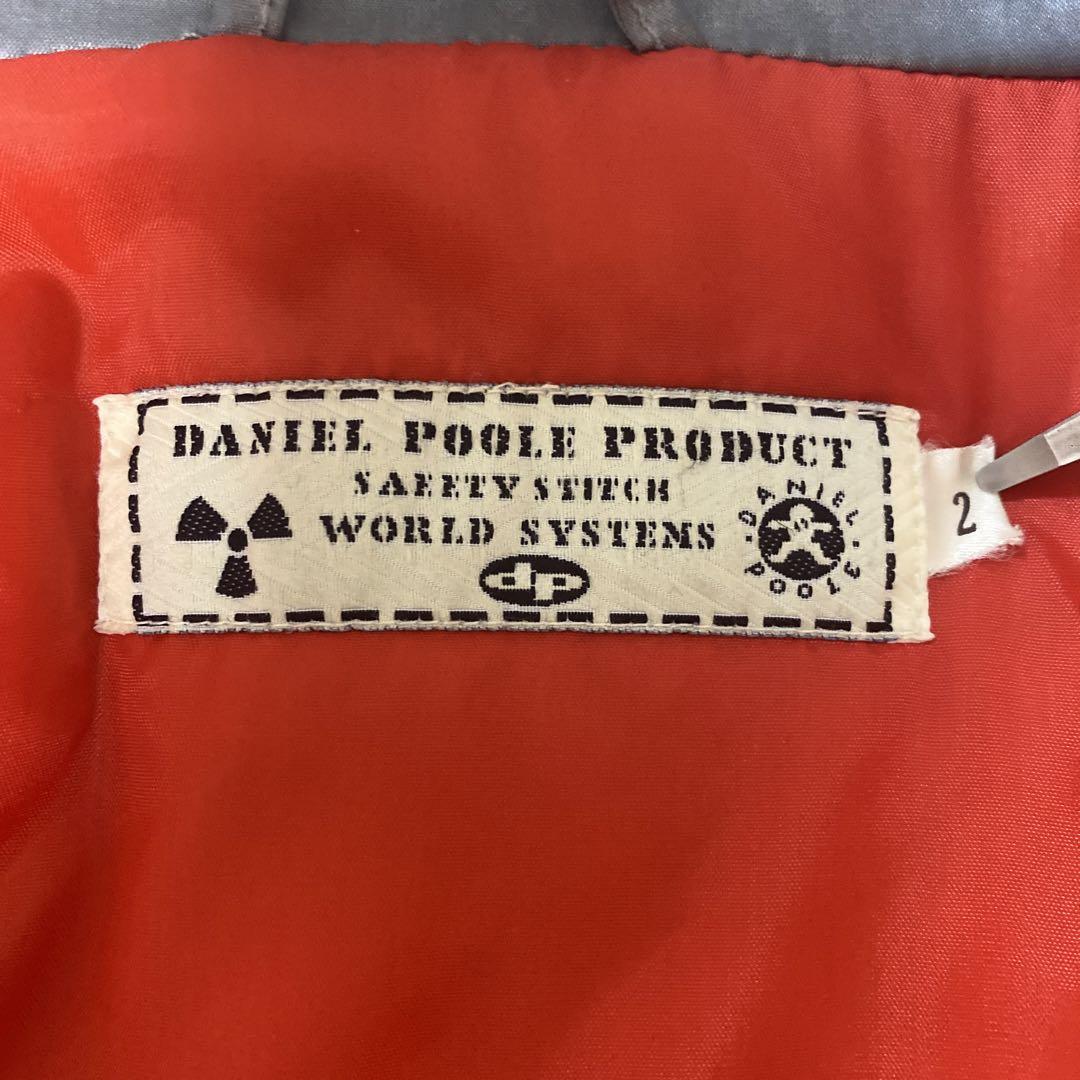 DANIEL POOLE PRODUCT
SAFETY STITCH
WORLD SYSTEMS
dp
·DANIEL·
POOLE
2